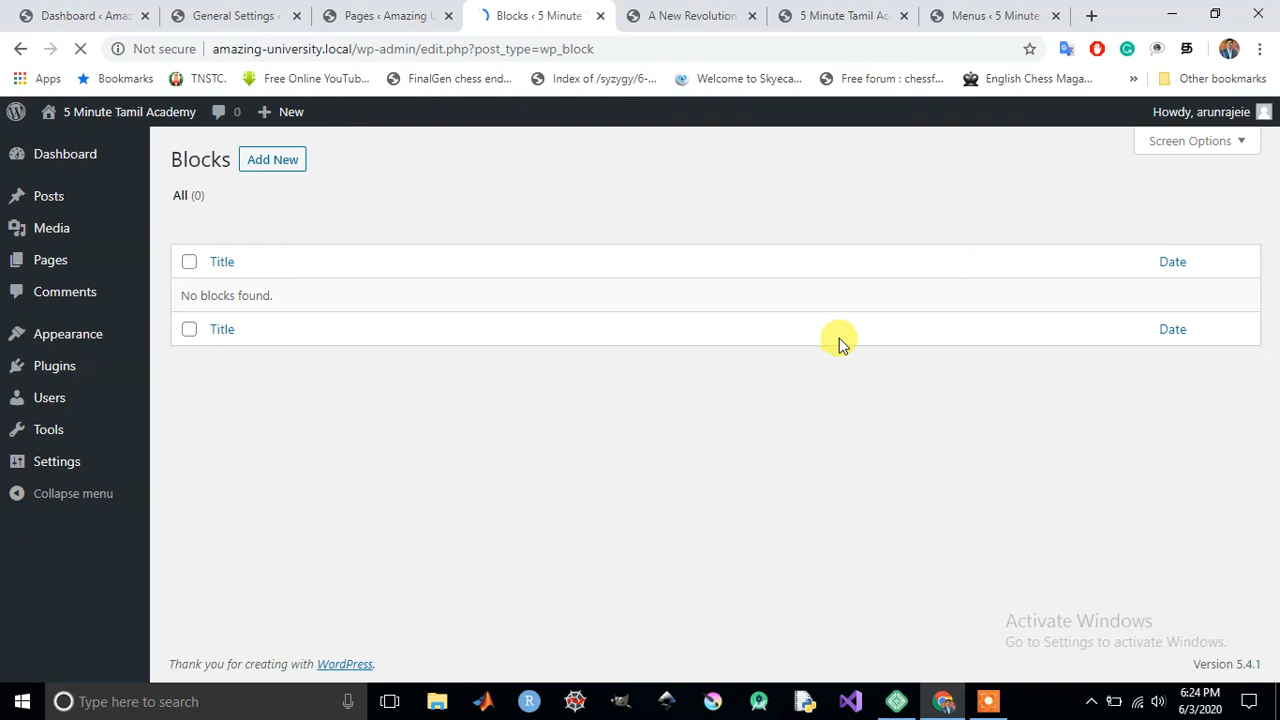 Dashboard ‹ Amaz
General Settings ‹
Pages ‹ Amazing U
Blocks ‹ 5 Minute
A New Revolution
5 Minute Tamil Aca
Menus ‹ 5 Minute
Not secure
amazing-university.local/wp-admin/edit.php?post_type=wp_block
Apps
Bookmarks
TNSTC.
Free Online YouTub...
FinalGen chess end...
Index of /syzygy/6-...
Welcome to Skyeca...
Free forum : chessf...
English Chess Maga...
»
Other bookmarks
5 Minute Tamil Academy
0
New
Howdy, arunrajeie
Dashboard
Posts
Media
Pages
Comments
Appearance
Plugins
Users
Tools
Settings
Collapse menu
Blocks
Add New
Screen Options
All (0)
Title
Date
No blocks found.
Title
Date
Activate Windows
Go to Settings to activate Windows.
Thank you for creating with WordPress.
Version 5.4.1
Type here to search
6:24 PM
6/3/2020